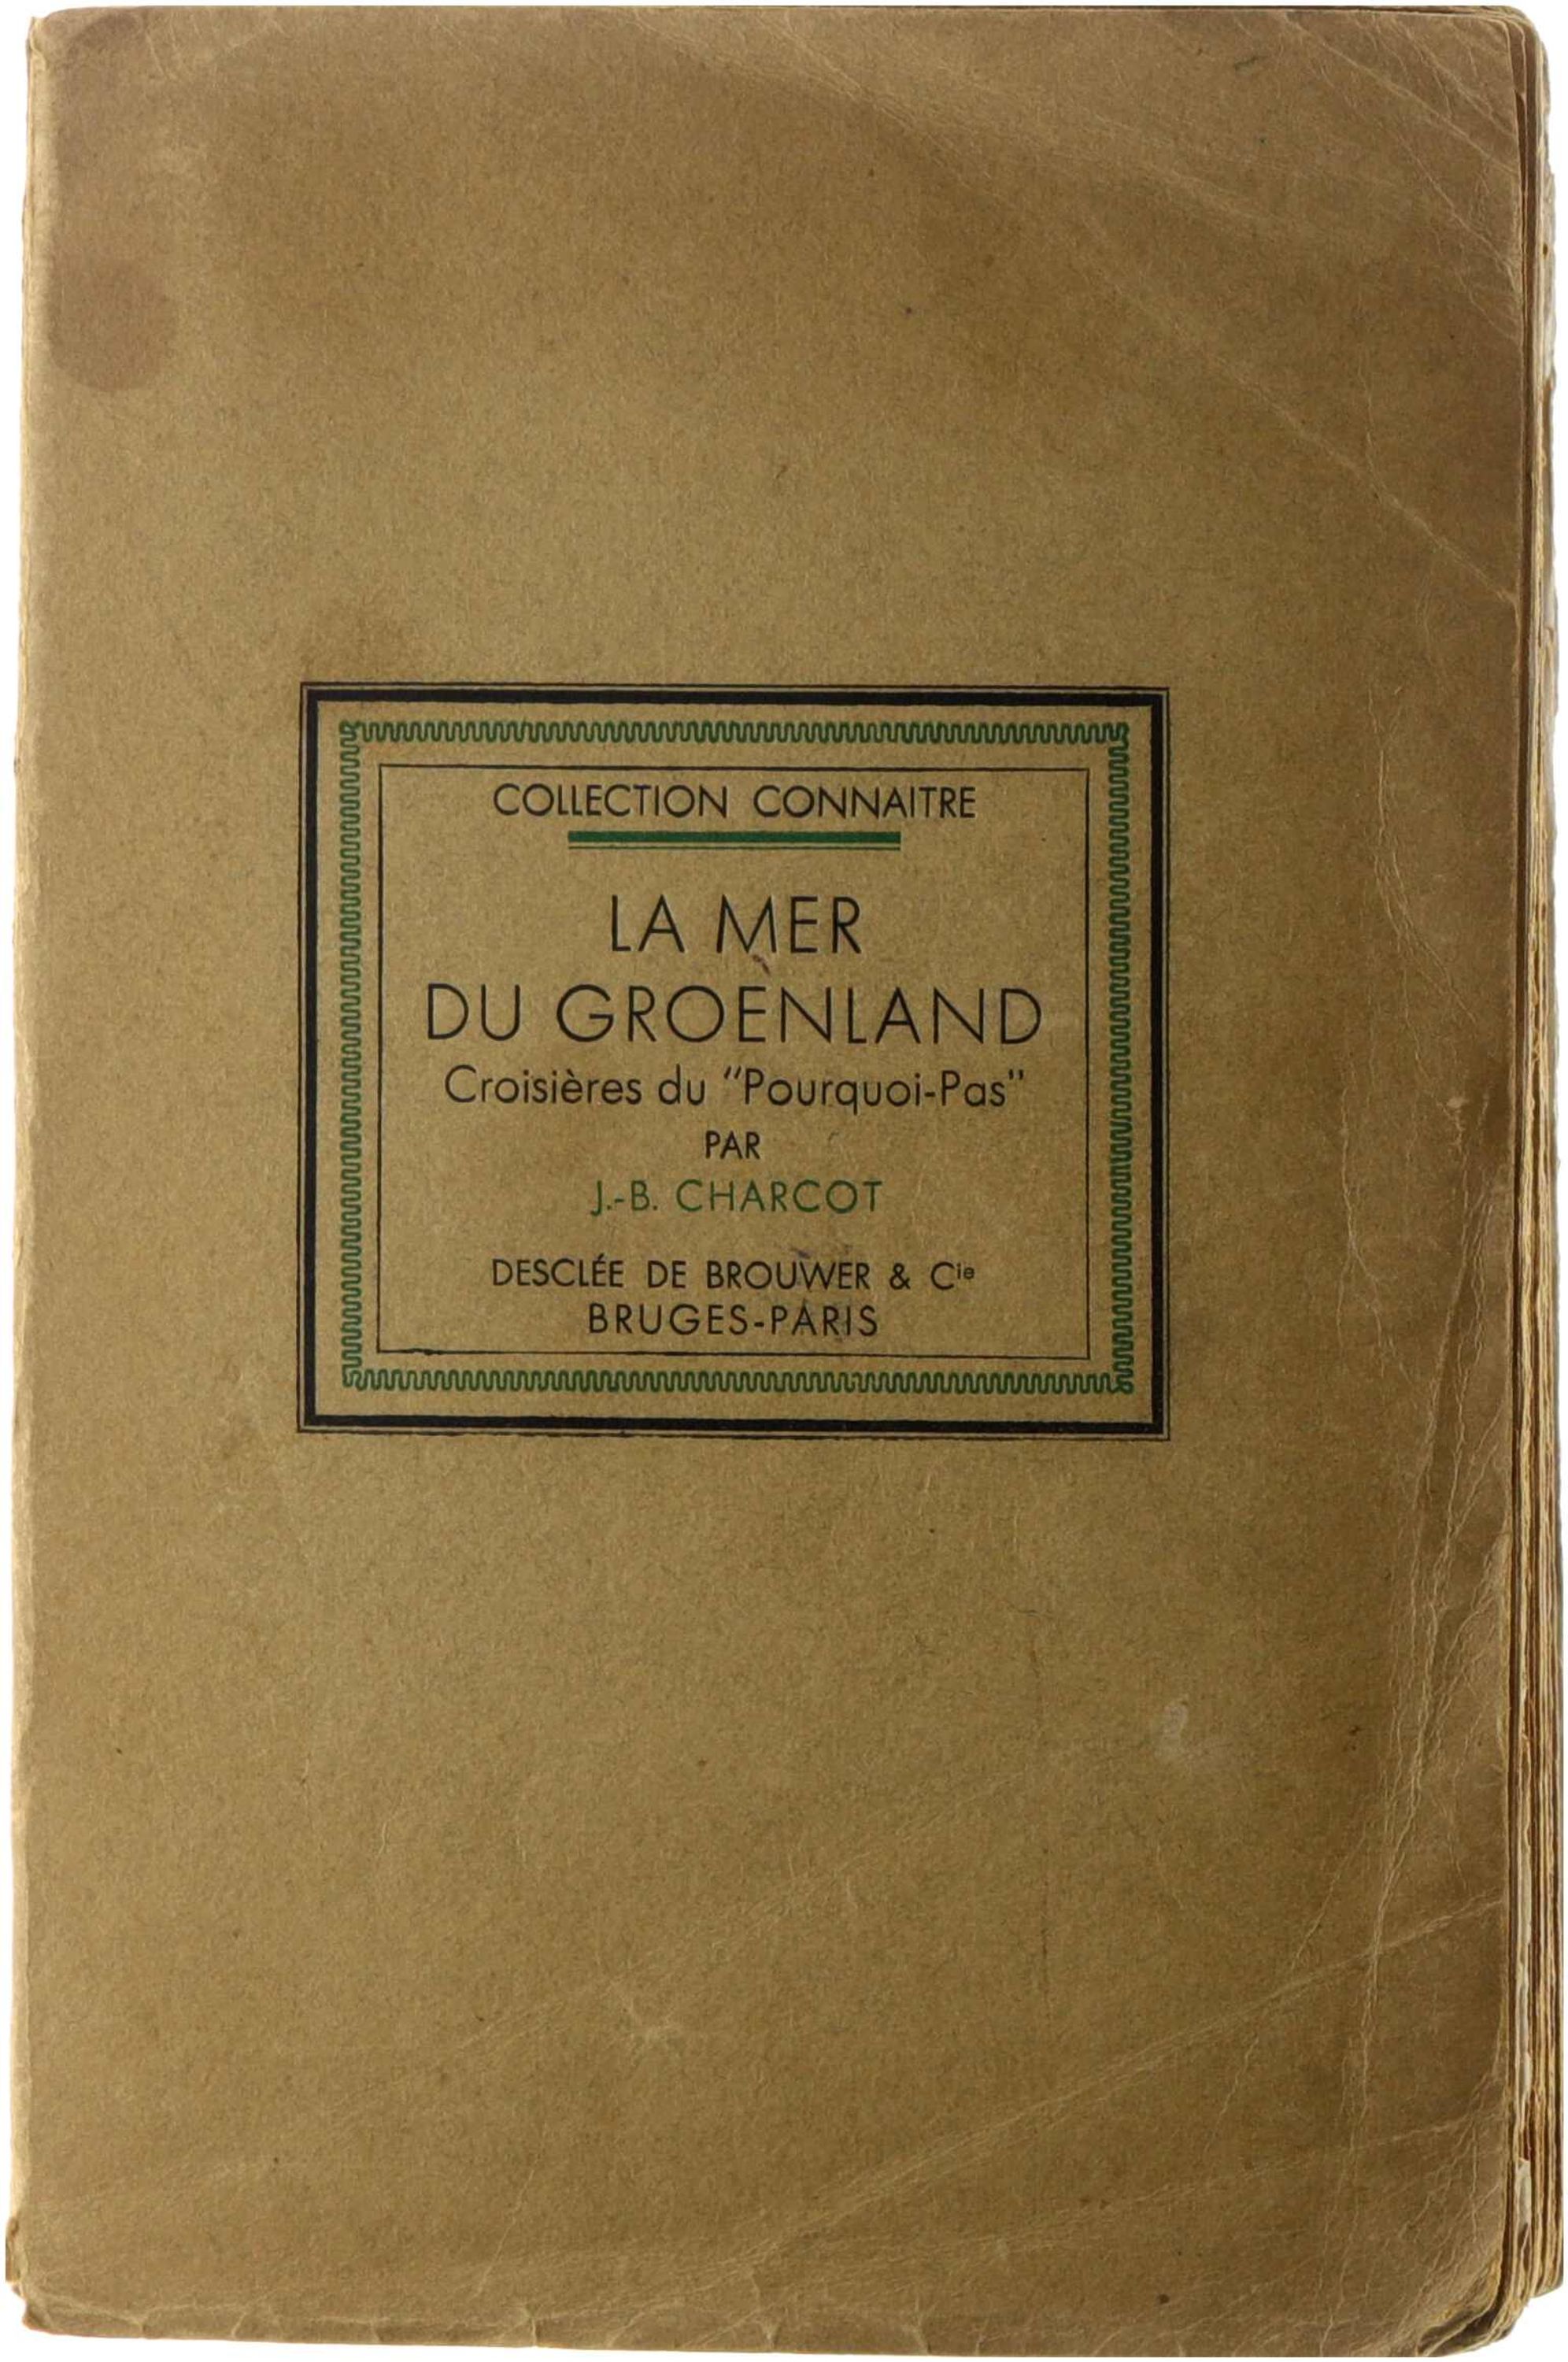 COLLECTION CONNAITRE
LA MER
DU GROENLAND
Croisières du "Pourquoi-Pas"
PAR
J.-B. CHARCOT
DESCLÉE DE BROUWER & Cie
BRUGES-PARIS